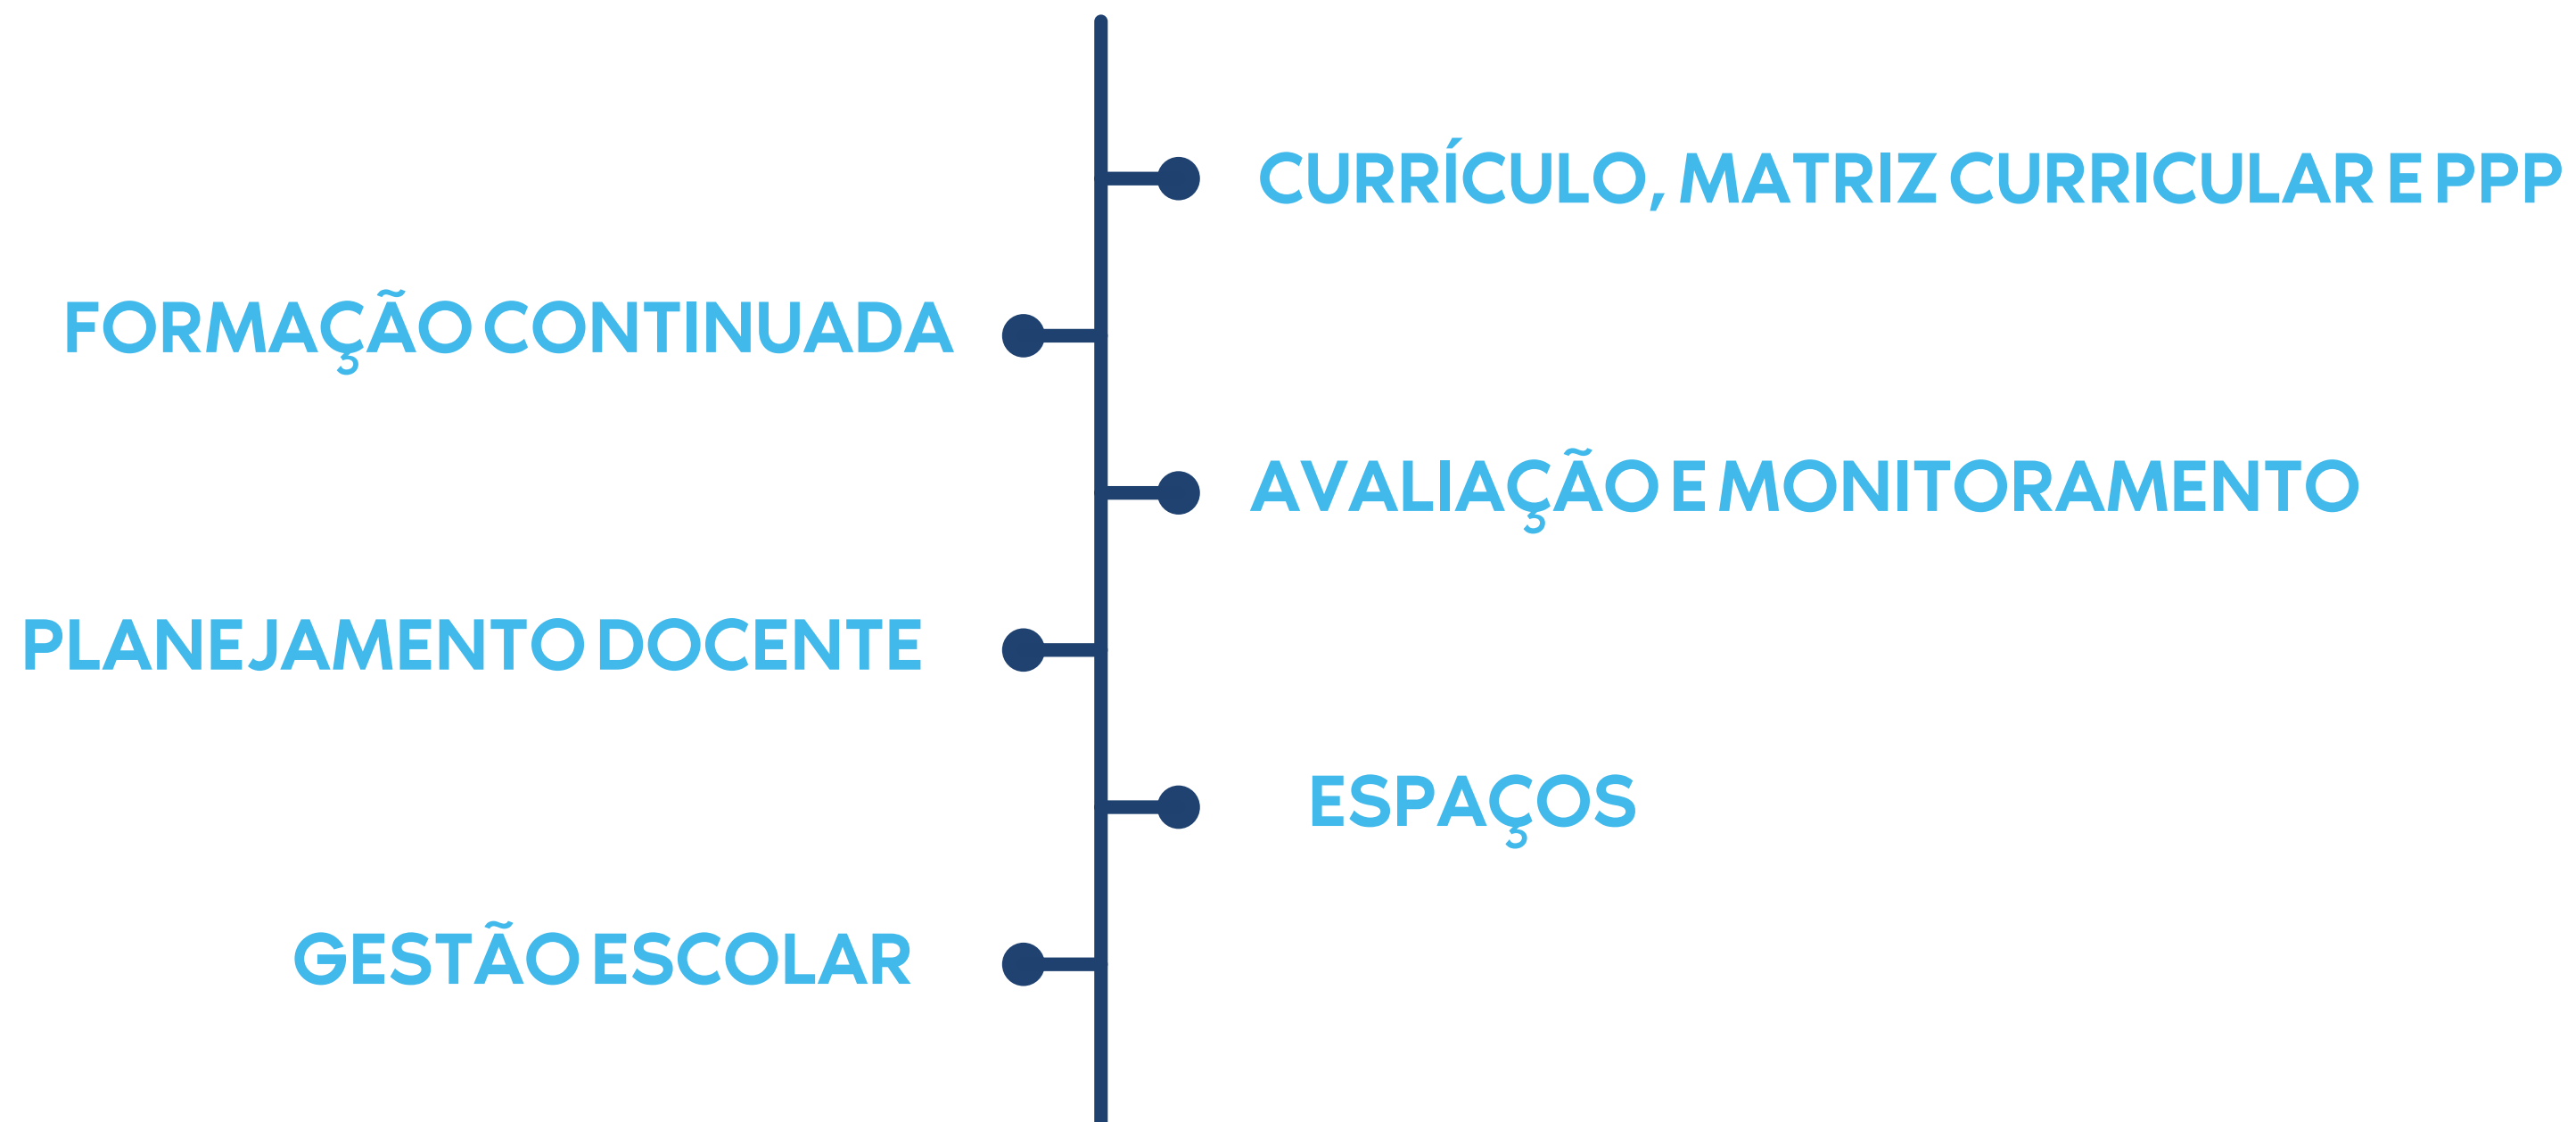 CURRÍCULO, MATRIZ CURRICULAR E PPP
FORMAÇÃO CONTINUADA
AVALIAÇÃO E MONITORAMENTO
PLANEJAMENTO DOCENTE
ESPAÇOS
GESTÃO ESCOLAR